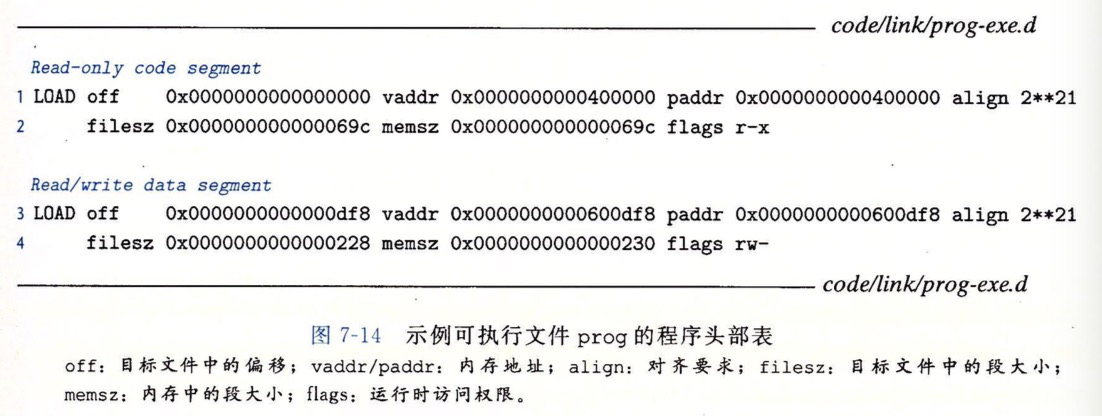 code/link/prog-exe.d
Read-only code segment
1 LOAD off    0x0000000000000000 vaddr 0x0000000000400000 paddr 0x0000000000400000 align 2**21
2      filesz 0x000000000000069c memsz 0x000000000000069c flags r-x
Read/write data segment
3 LOAD off    0x0000000000000df8 vaddr 0x0000000000600df8 paddr 0x0000000000600df8 align 2**21
4      filesz 0x0000000000000228 memsz 0x0000000000000230 flags rw-
code/link/prog-exe.d
图 7-14 示例可执行文件 prog 的程序头部表
off: 目标文件中的偏移; vaddr/paddr: 内存地址; align: 对齐要求; filesz: 目标文件中的段大小;
memsz: 内存中的段大小; flags: 运行时访问权限。